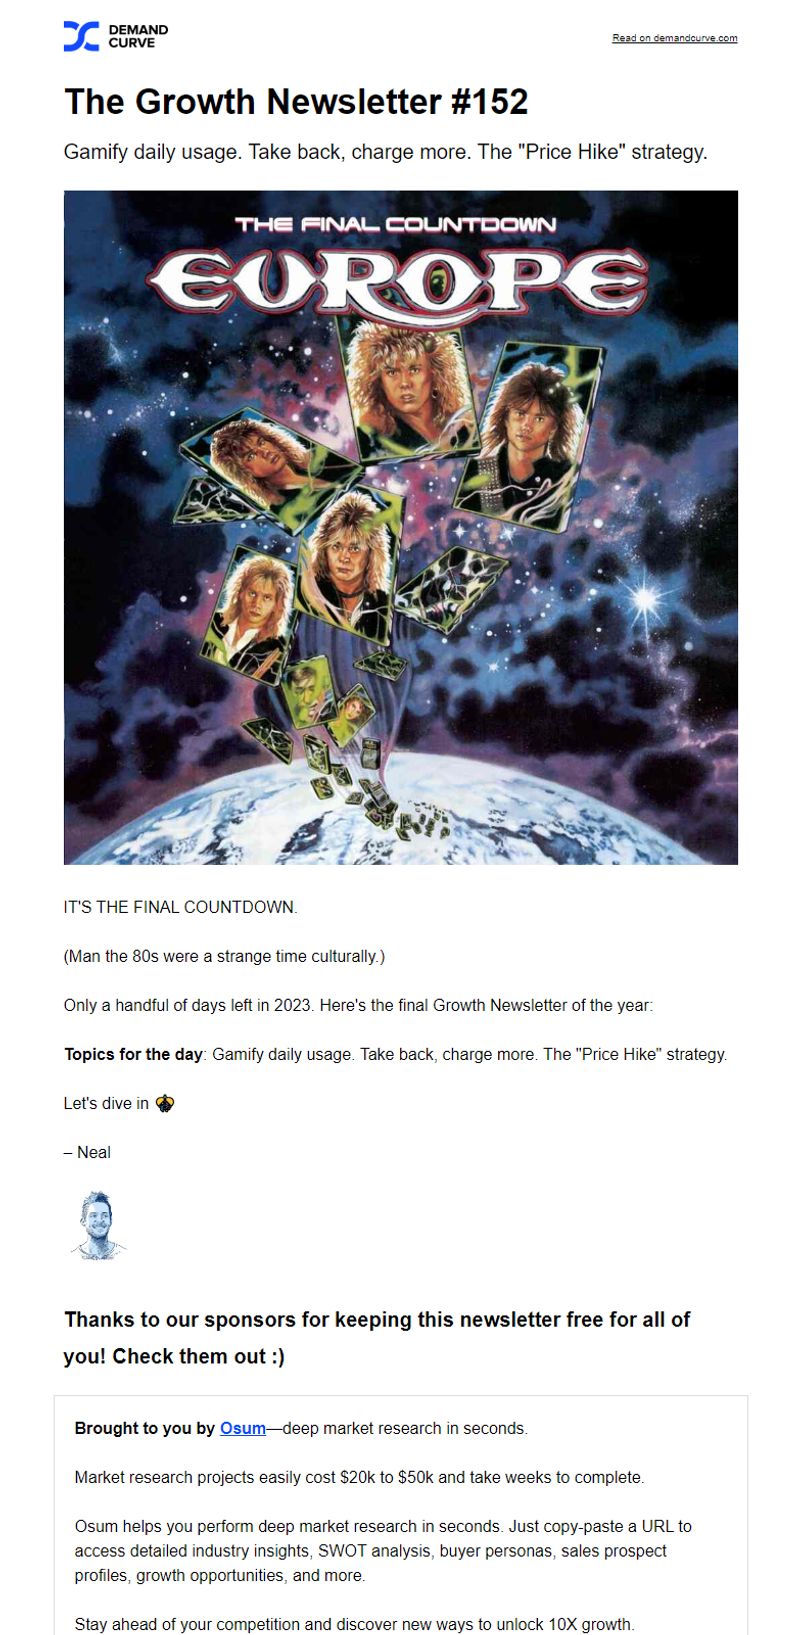 DEMAND
CURVE
Read on demandcurve.com
The Growth Newsletter #152
Gamify daily usage. Take back, charge more. The "Price Hike" strategy.
THE FINAL COUNTDOWN
EUROPE
IT'S THE FINAL COUNTDOWN.
(Man the 80s were a strange time culturally.)
Only a handful of days left in 2023. Here's the final Growth Newsletter of the year:
Topics for the day: Gamify daily usage. Take back, charge more. The "Price Hike" strategy.
Let's dive in
– Neal
Thanks to our sponsors for keeping this newsletter free for all of
you! Check them out :)
Brought to you by Osum—deep market research in seconds.
Market research projects easily cost $20k to $50k and take weeks to complete.
Osum helps you perform deep market research in seconds. Just copy-paste a URL to
access detailed industry insights, SWOT analysis, buyer personas, sales prospect
profiles, growth opportunities, and more.
Stay ahead of your competition and discover new ways to unlock 10X growth.